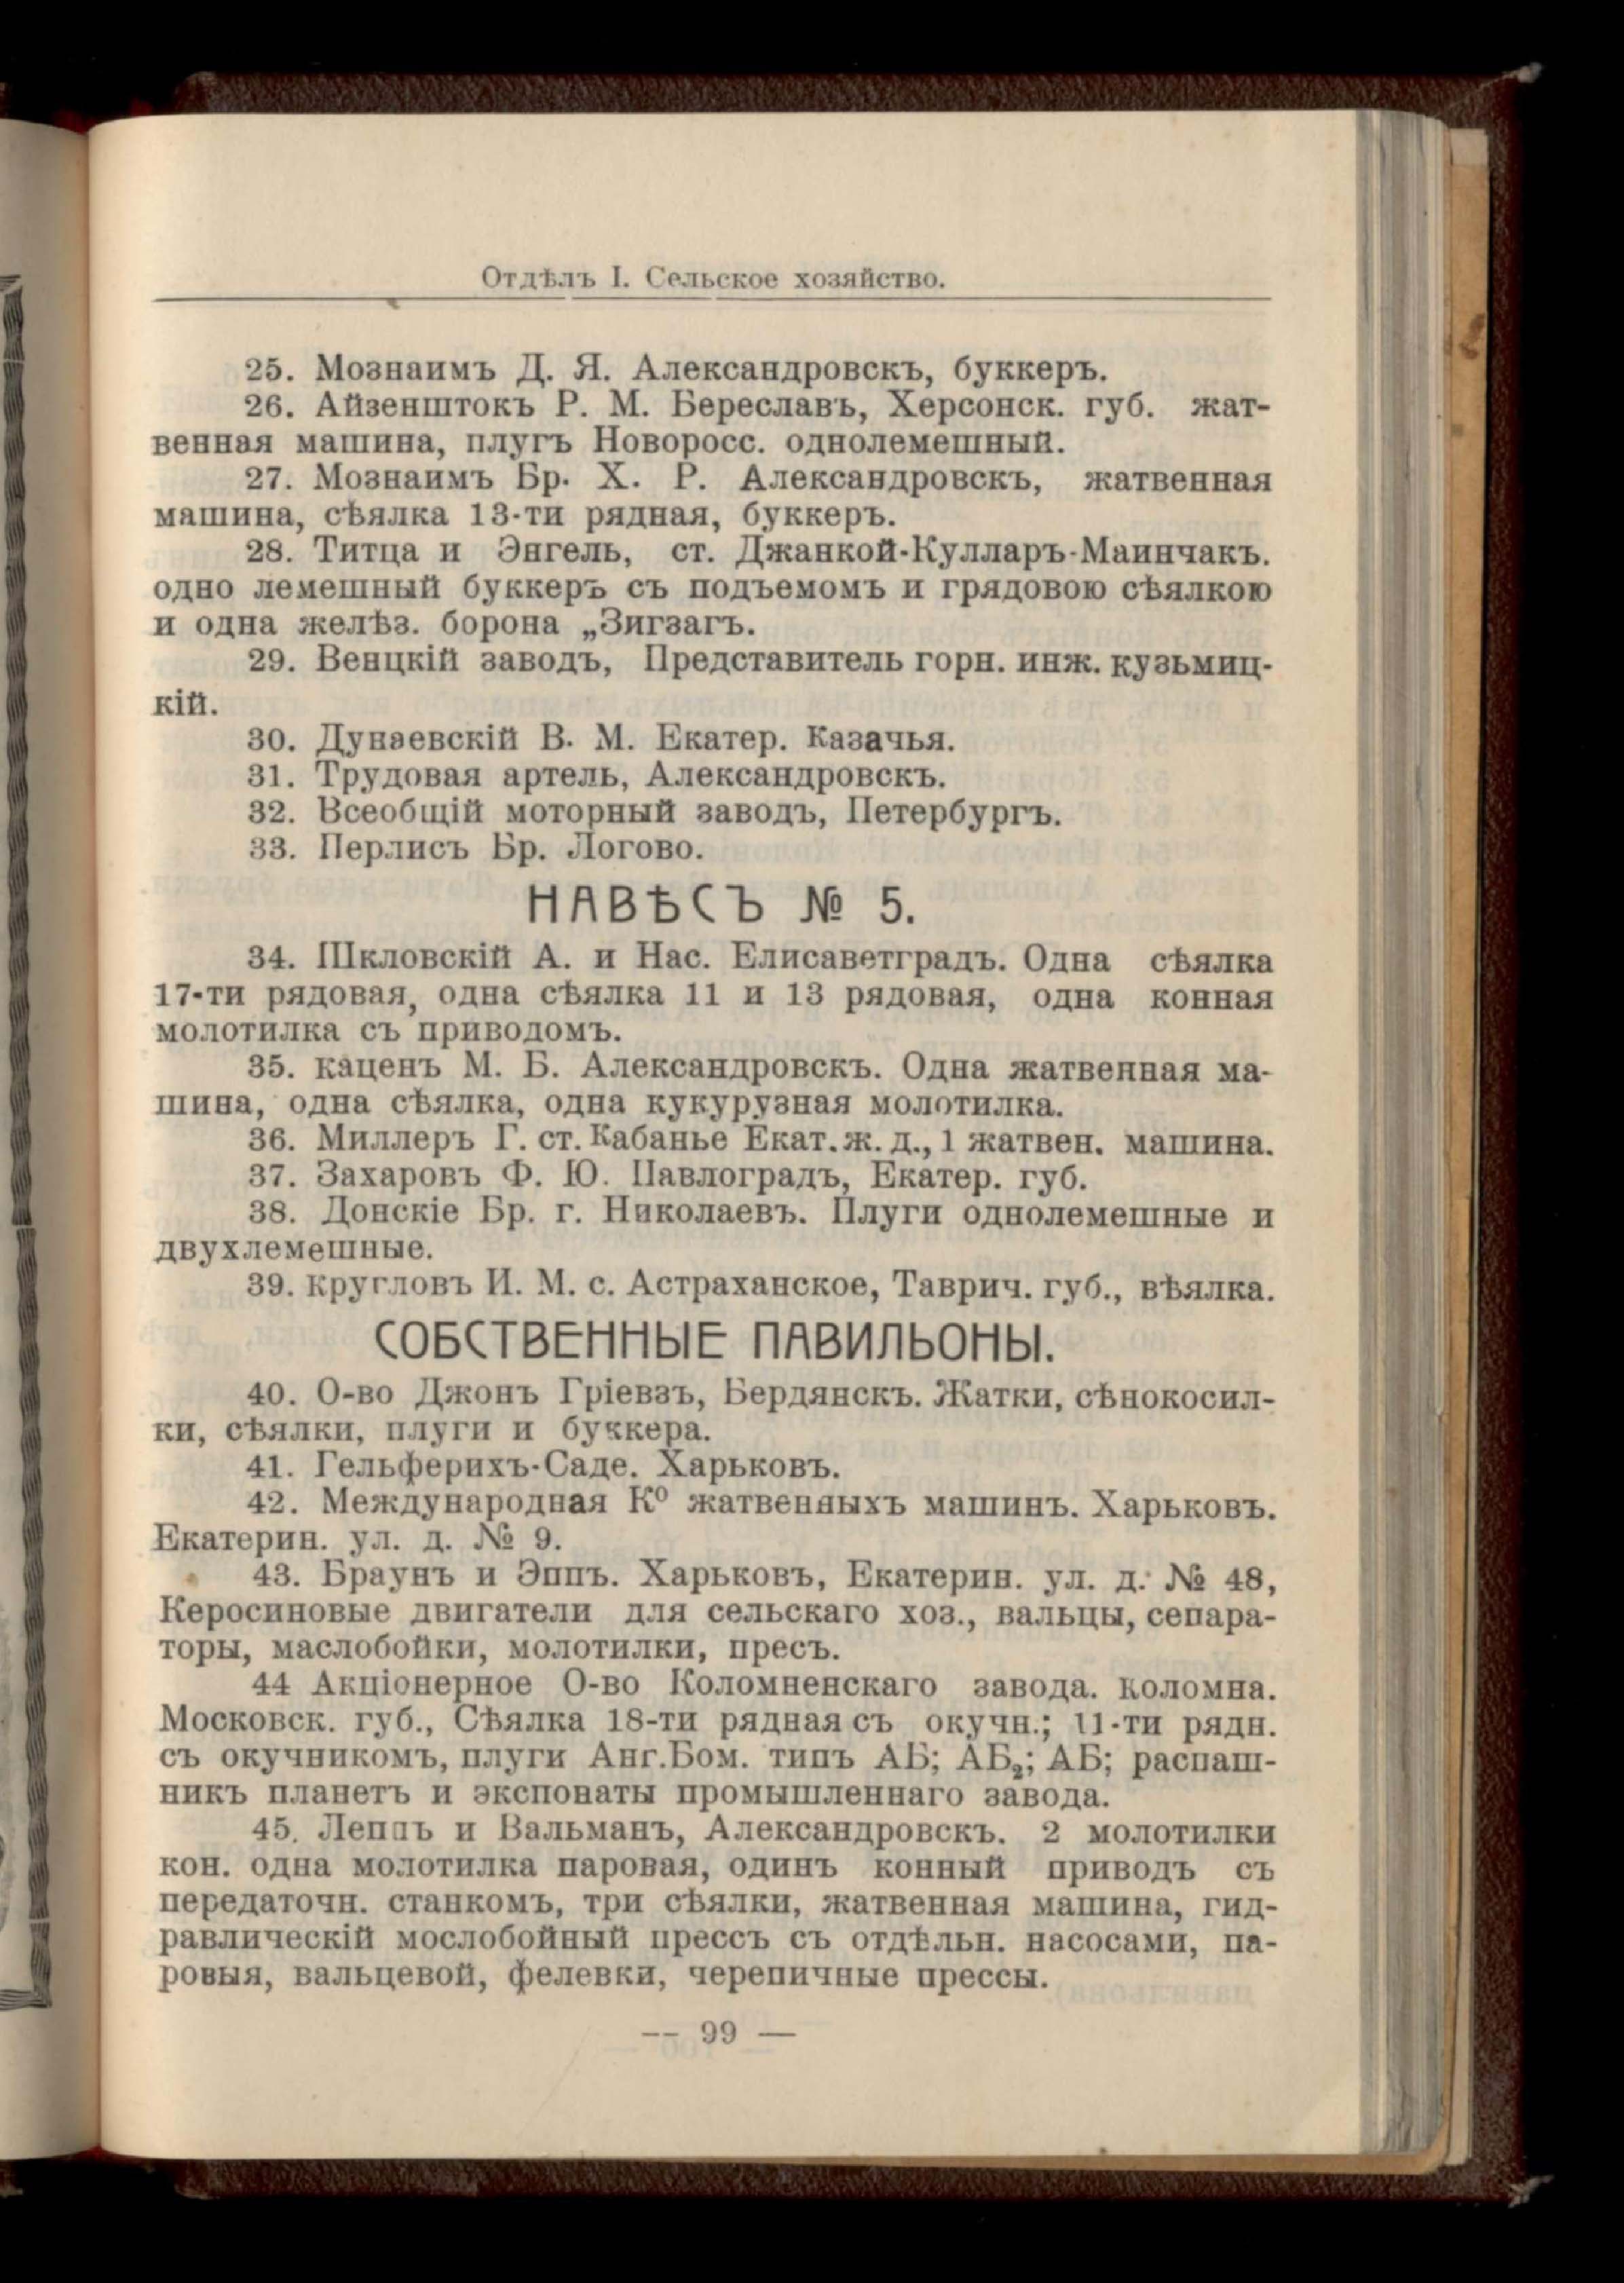 Отдѣлъ I. Сельское хозяйство.
25. Мознаимъ Д. Я. Александровскъ, буккеръ.
26. Айзенштокъ Р. М. Береславъ, Херсонск. губ. жат-
венная машина, плугъ Новоросс. однолемешный.
27. Мознаимъ Бр. Х. Р. Александровскъ, жатвенная
машина, сѣялка 13-ти рядная, буккеръ.
28. Титца и Энгель, ст. Джанкой-Кулларъ-Маинчакъ.
одно лемешный буккеръ съ подъемомъ и грядовою сѣялкою
и одна желѣз. борона „Зигзагъ.
29. Венцкій заводъ, Представитель горн. инж. кузьмиц-
кій.
30. Дунаевскій В. М. Екатер. Казачья.
31. Трудовая артель, Александровскъ.
32. Всеобщій моторный заводъ, Петербургъ.
33. Перлисъ Бр. Логово.
НАВѢСЪ № 5.
34. Шкловскій А. и Нас. Елисаветградъ. Одна сѣялка
17-ти рядовая, одна сѣялка 11 и 13 рядовая, одна конная
молотилка съ приводомъ.
35. каценъ М. Б. Александровскъ. Одна жатвенная ма-
шина, одна сѣялка, одна кукурузная молотилка.
36. Миллеръ Г. ст. Кабанье Екат. ж. д., 1 жатвен. машина.
37. Захаровъ Ф. Ю. Павлоградъ, Екатер. губ.
38. Донскіе Бр. г. Николаевъ. Плуги однолемешные и
двухлемешные.
39. кругловъ И. М. с. Астраханское, Таврич. губ., вѣялка.
СОБСТВЕННЫЕ ПАВИЛЬОНЫ.
40. О-во Джонъ Гріевзъ, Бердянскъ. Жатки, сѣнокосил-
ки, сѣялки, плуги и буккера.
41. Гельферихъ-Саде. Харьковъ.
42. Международная Ко жатвенныхъ машинъ. Харьковъ.
Екатерин. ул. д. № 9.
43. Браунъ и Эппъ. Харьковъ, Екатерин. ул. д. № 48,
Керосиновые двигатели для сельскаго хоз., вальцы, сепара-
торы, маслобойки, молотилки, пресъ.
44 Акціонерное О-во Коломненскаго завода. коломна.
Московск. губ., Сѣялка 18-ти рядная съ окучн.; 11-ти рядн.
съ окучникомъ, плуги Анг.Бом. типъ АБ; АБ₂; АБ; распаш-
никъ планетъ и экспонаты промышленнаго завода.
45. Леппъ и Вальманъ, Александровскъ. 2 молотилки
кон. одна молотилка паровая, одинъ конный приводъ съ
передаточн. станкомъ, три сѣялки, жатвенная машина, гид-
равлическій мослобойный прессъ съ отдѣльн. насосами, па-
ровыя, вальцевой, фелевки, черепичные прессы.
— 99 —